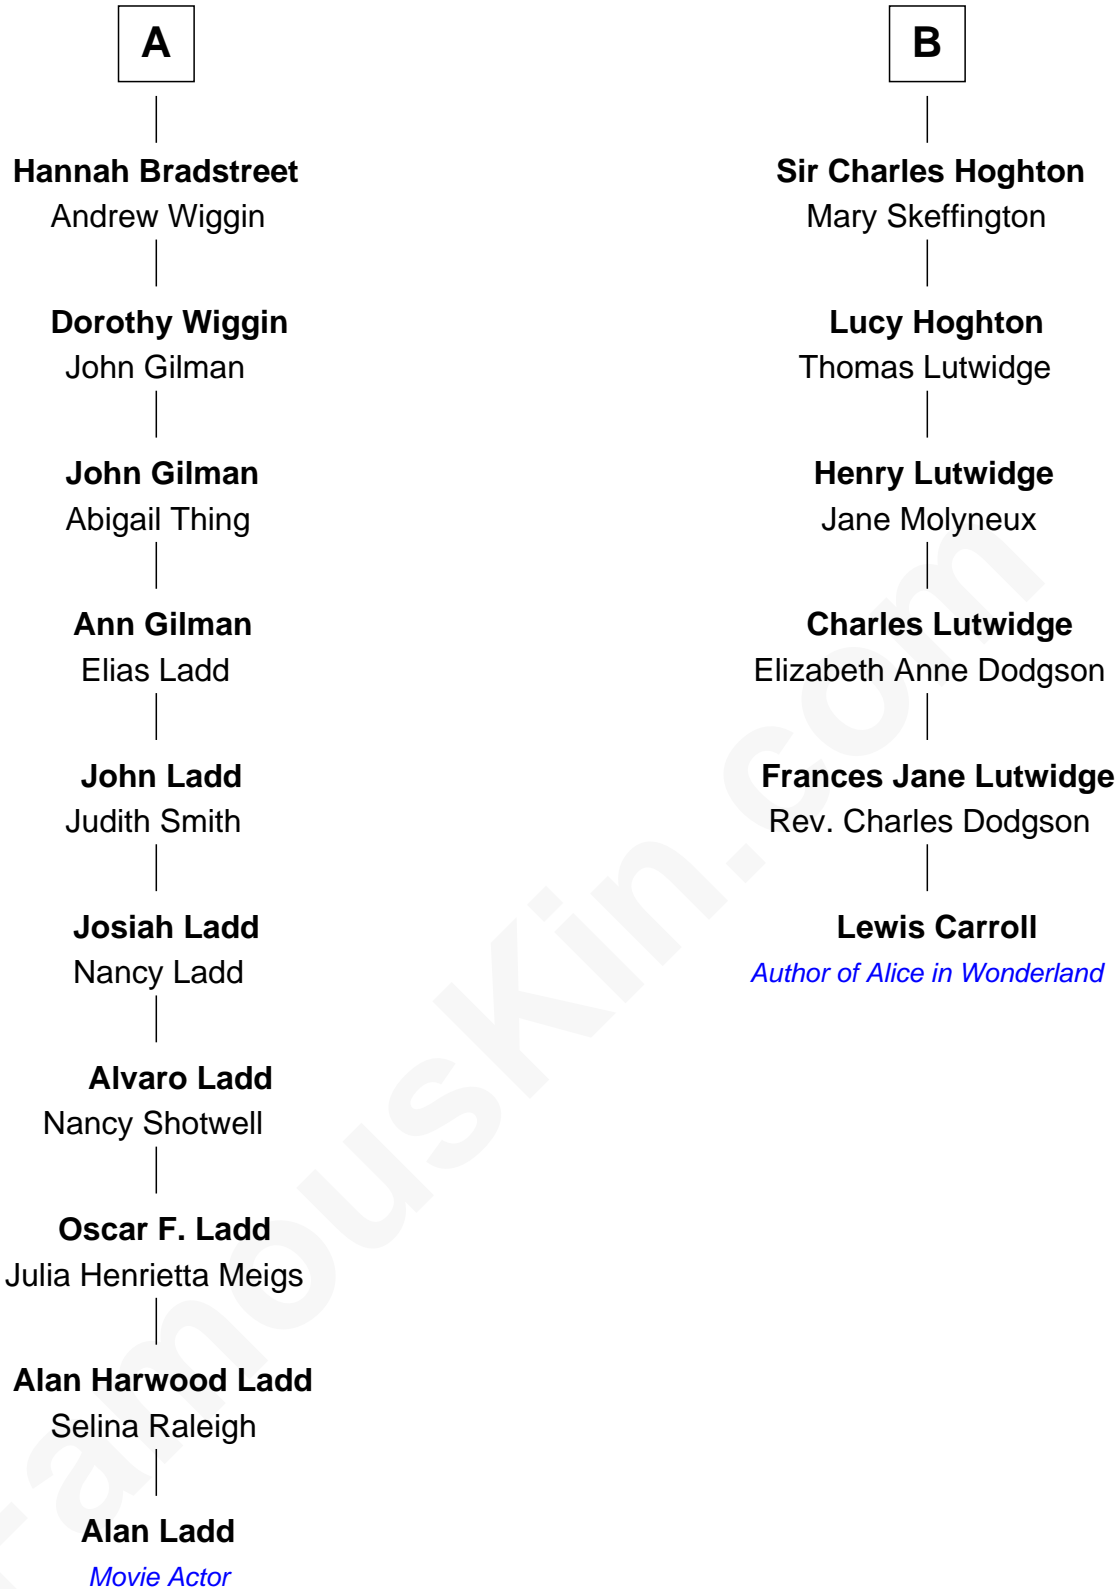 A
Hannah Bradstreet
Andrew Wiggin
Dorothy Wiggin
John Gilman
John Gilman
Abigail Thing
Ann Gilman
Elias Ladd
John Ladd
Judith Smith
Josiah Ladd
Nancy Ladd
Alvaro Ladd
Nancy Shotwell
Oscar F. Ladd
Julia Henrietta Meigs
Alan Harwood Ladd
Selina Raleigh
Alan Ladd
Movie Actor
B
Sir Charles Hoghton
Mary Skeffington
Lucy Hoghton
Thomas Lutwidge
Henry Lutwidge
Jane Molyneux
Charles Lutwidge
Elizabeth Anne Dodgson
Frances Jane Lutwidge
Rev. Charles Dodgson
Lewis Carroll
Author of Alice in Wonderland
FamousKin.com